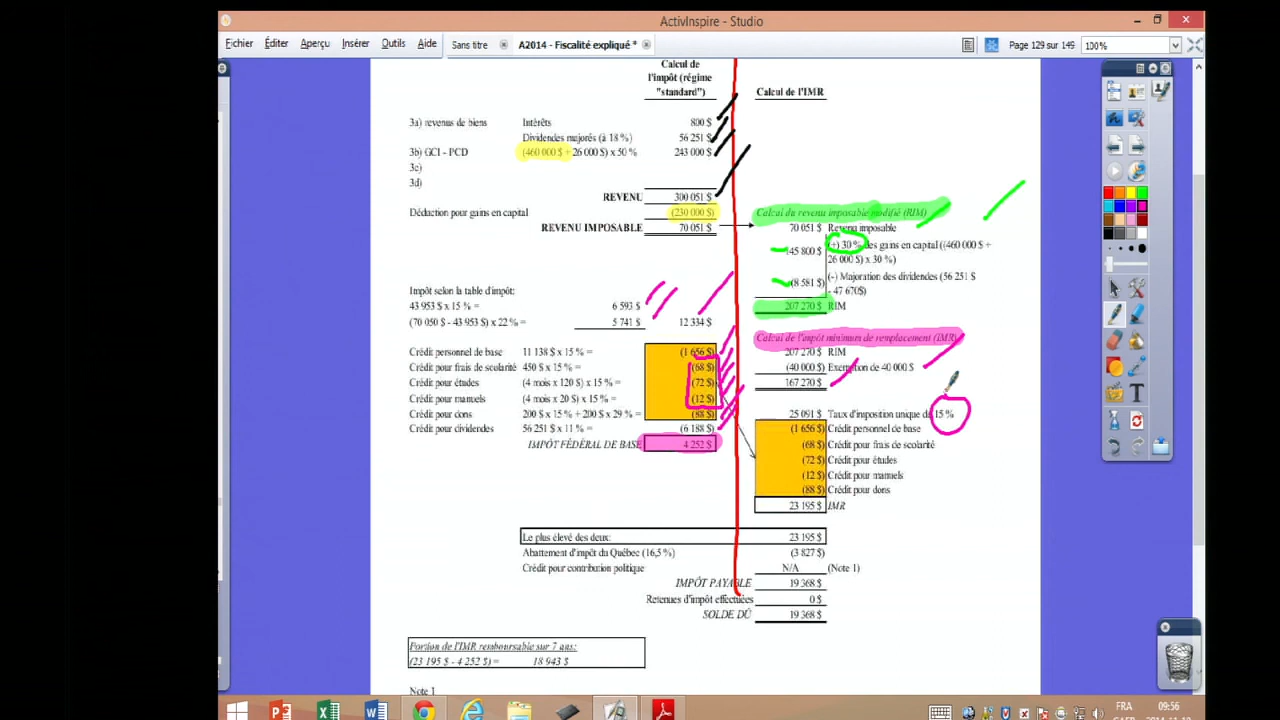 ActivInspire - Studio
Fichier Éditer Aperçu Insérer Outils Aide Sans titre A2014 - Fiscalité expliqué * Page 129 sur 149 100%
Calcul de
l'impôt (régime
"standard") Calcul de l'IMR
3a) revenus de biens Intérêts 800 $
Dividendes majorés (à 18 %) 56 251 $
3b) GCI - PCD (460 000 $ + 26 000 $) x 50 % 243 000 $
3c)
3d)
REVENU 300 051 $
Déduction pour gains en capital (230 000 $) Calcul du revenu imposable modifié (RIM)
REVENU IMPOSABLE 70 051 $ 70 051 $ Revenu imposable
145 800 $ (+) 30 % des gains en capital ((460 000 $ +
26 000 $) x 30 %)
(8 581 $) (-) Majoration des dividendes (56 251 $
- 47 670$)
Impôt selon la table d'impôt:
43 953 $ x 15 % = 6 593 $ 207 270 $ RIM
(70 050 $ - 43 953 $) x 22 % = 5 741 $ 12 334 $
Calcul de l'impôt minimum de remplacement (IMR)
Crédit personnel de base 11 138 $ x 15 % = (1 656 $) 207 270 $ RIM
Crédit pour frais de scolarité 450 $ x 15 % = (68 $) (40 000 $) Exemption de 40 000 $
Crédit pour études (4 mois x 120 $) x 15 % = (72 $) 167 270 $
Crédit pour manuels (4 mois x 20 $) x 15 % = (12 $)
Crédit pour dons 200 $ x 15 % + 200 $ x 29 % = (88 $) 25 091 $ Taux d'imposition unique de 15 %
Crédit pour dividendes 56 251 $ x 11 % = (6 188 $) (1 656 $) Crédit personnel de base
IMPÔT FÉDÉRAL DE BASE 4 252 $ (68 $) Crédit pour frais de scolarité
(72 $) Crédit pour études
(12 $) Crédit pour manuels
(88 $) Crédit pour dons
23 195 $ IMR
Le plus élevé des deux: 23 195 $
Abattement d'impôt du Québec (16,5 %) (3 827 $)
Crédit pour contribution politique N/A (Note 1)
IMPÔT PAYABLE 19 368 $
Retenues d'impôt effectuées 0 $
SOLDE DÛ 19 368 $
Portion de l'IMR remboursable sur 7 ans:
(23 195 $ - 4 252 $) = 18 943 $
Note 1
FR 09:56